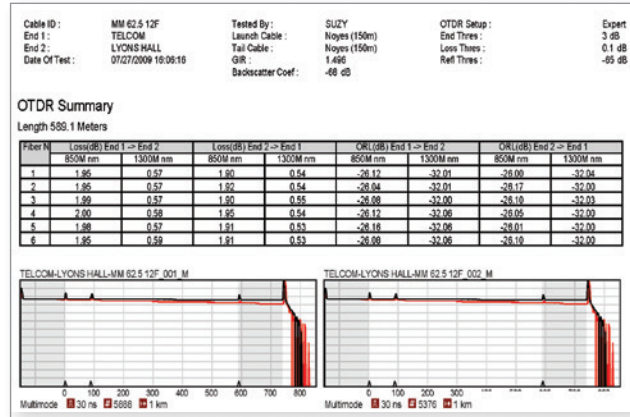 Cable ID : MM 62.5 12F Tested By : SUZY OTDR Setup : Expert
End 1 : TELCOM Launch Cable : Noyes (150m) End Thres : 3 dB
End 2 : LYONS HALL Tail Cable : Noyes (150m) Loss Thres : 0.1 dB
Date Of Test : 07/27/2009 16:06:16 GIR : 1.496 Refl Thres : -65 dB
Backscatter Coef : -68 dB
OTDR Summary
Length 589.1 Meters
Fiber N Loss(dB) End 1 -> End 2 Loss(dB) End 2 -> End 1 ORL(dB) End 1 -> End 2 ORL(dB) End 2 -> End 1
850M nm 1300M nm 850M nm 1300M nm 850M nm 1300M nm 850M nm 1300M nm
1 1.95 0.57 1.90 0.54 -26.12 -32.01 -26.00 -32.04
2 1.95 0.57 1.92 0.54 -26.04 -32.01 -26.17 -32.00
3 1.99 0.57 1.90 0.55 -26.08 -32.00 -26.10 -32.03
4 2.00 0.58 1.95 0.54 -26.12 -32.06 -26.05 -32.00
5 1.98 0.57 1.91 0.53 -26.16 -32.06 -26.01 -32.00
6 1.95 0.59 1.91 0.53 -26.08 -32.06 -26.10 -32.00
TELCOM-LYONS HALL-MM 62.5 12F_001_M TELCOM-LYONS HALL-MM 62.5 12F_002_M
0 100 200 300 400 500 600 700 800 0 100 200 300
Multimode 30 ns 5888 1 km Multimode 30 ns 5376 1 km